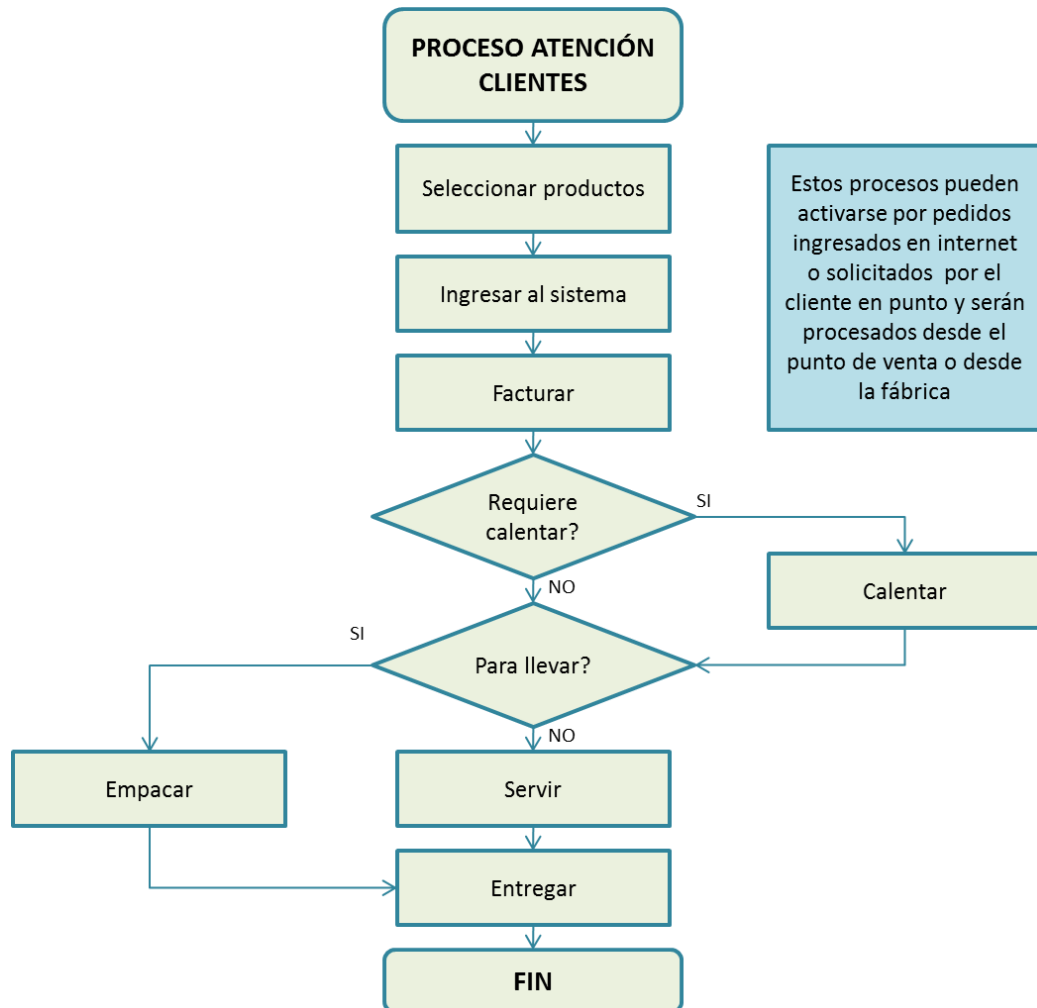 PROCESO ATENCIÓN
CLIENTES
Seleccionar productos
Ingresar al sistema
Facturar
Estos procesos pueden
activarse por pedidos
ingresados en internet
o solicitados por el
cliente en punto y serán
procesados desde el
punto de venta o desde
la fábrica
Requiere
calentar?
SI
Calentar
NO
Para llevar?
SI
NO
Empacar
Servir
Entregar
FIN